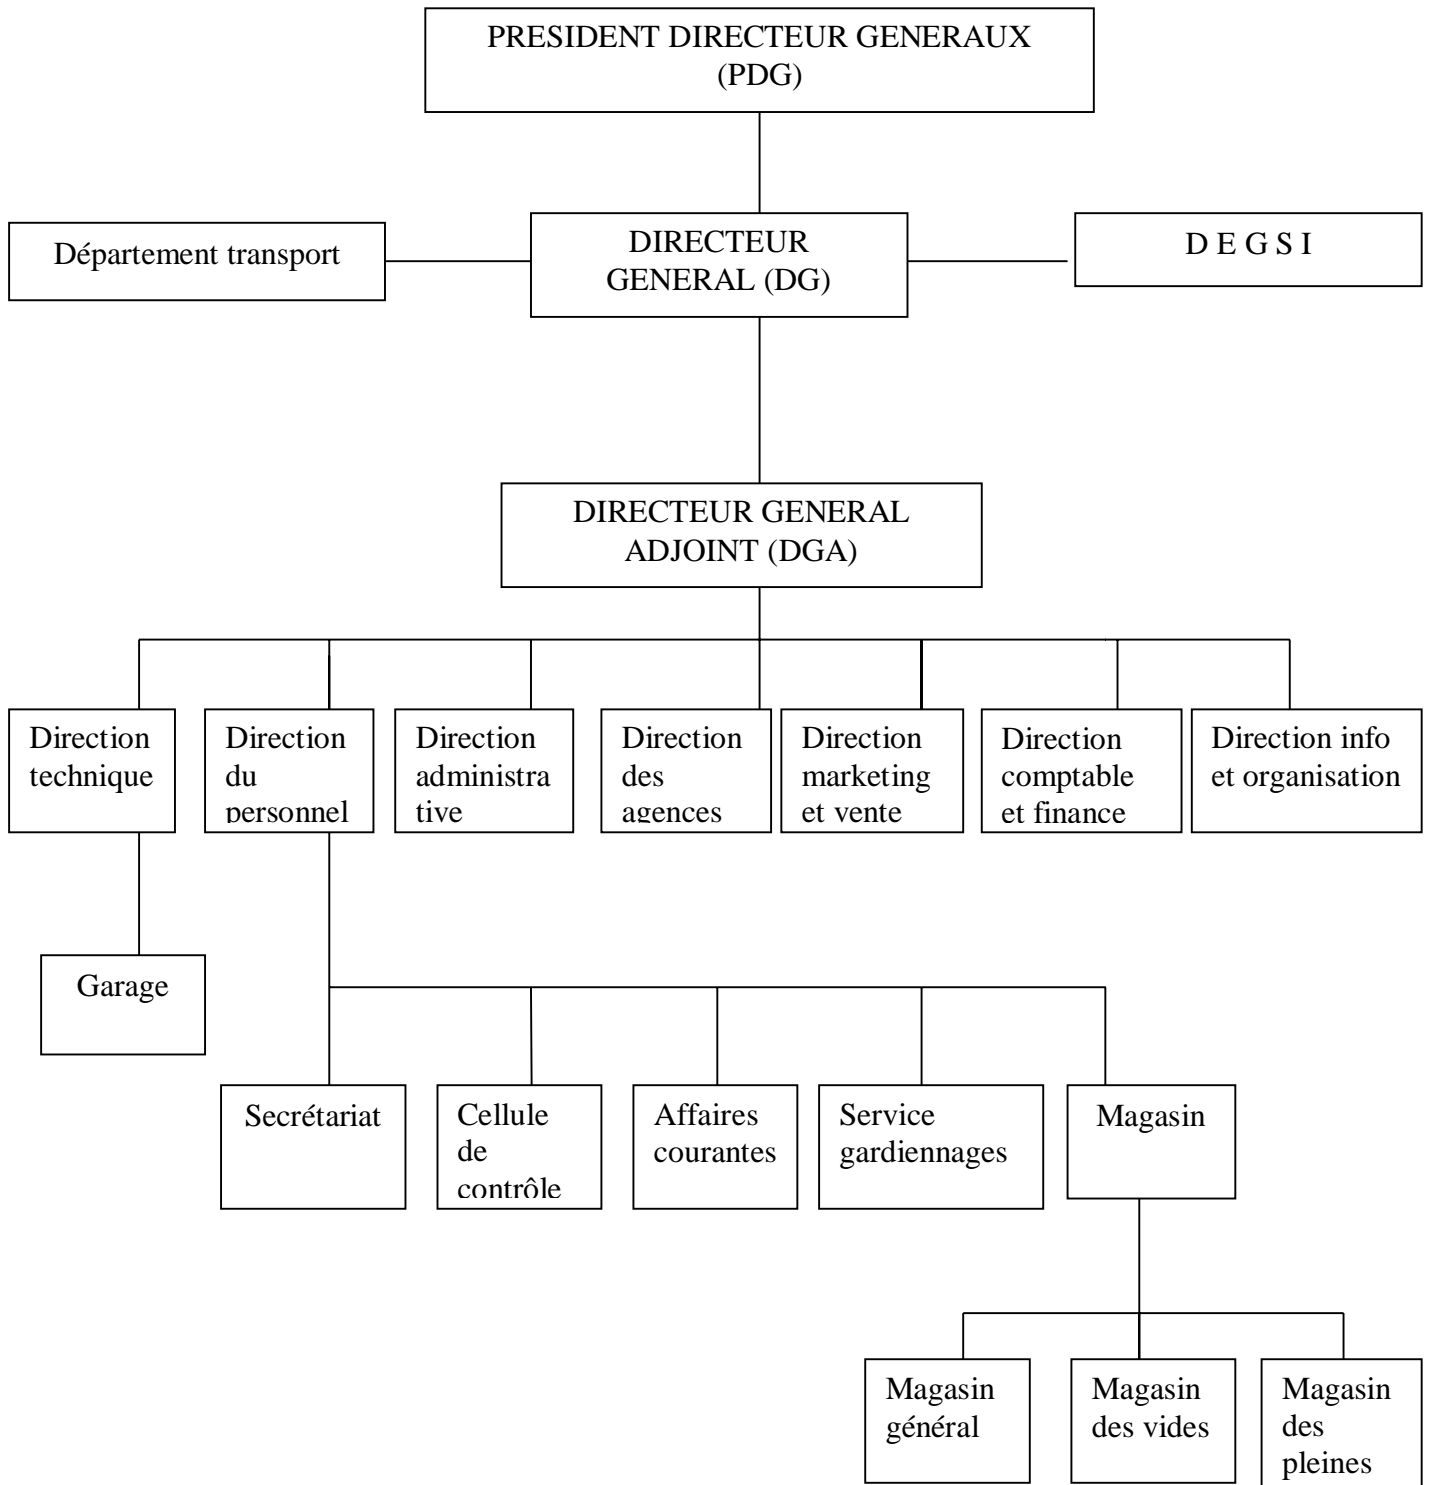 PRESIDENT DIRECTEUR GENERAUX
(PDG)
Département transport
DIRECTEUR
GENERAL (DG)
D E G S I
DIRECTEUR GENERAL
ADJOINT (DGA)
Direction
technique
Direction
du
personnel
Direction
administra
tive
Direction
des
agences
Direction
marketing
et vente
Direction
comptable
et finance
Direction info
et organisation
Garage
Secrétariat
Cellule
de
contrôle
Affaires
courantes
Service
gardiennages
Magasin
Magasin
général
Magasin
des vides
Magasin
des
pleines